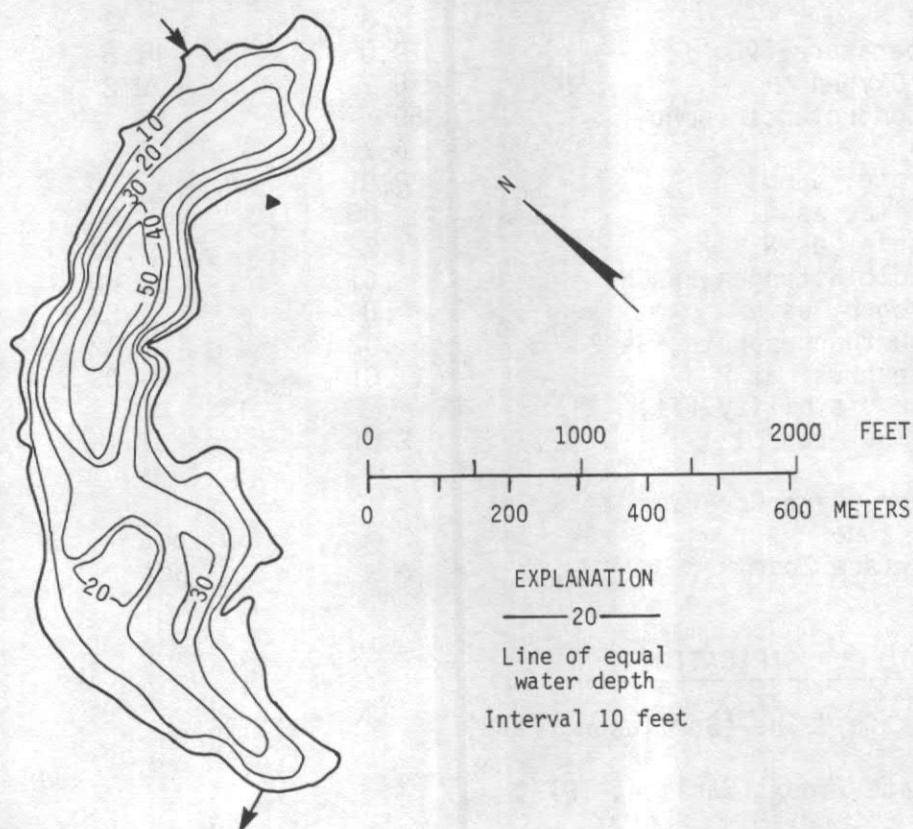 10
20
30
40
50
20
30
N
0 1000 2000 FEET
0 200 400 600 METERS
EXPLANATION
20
Line of equal
water depth
Interval 10 feet